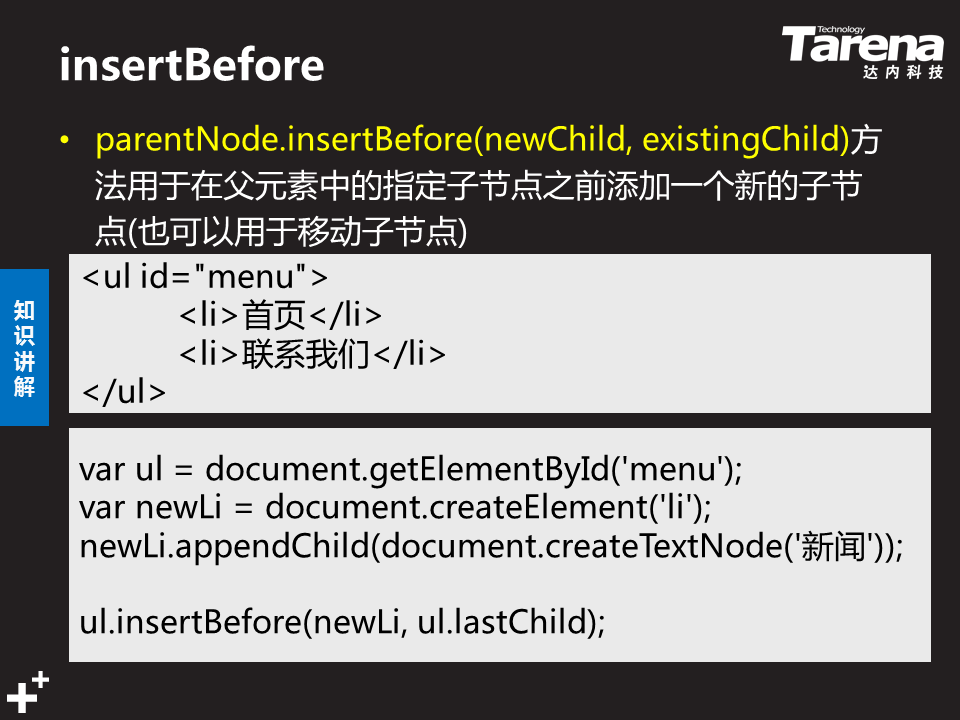 insertBefore
Technology
Tarena
达内科技
• parentNode.insertBefore(newChild, existingChild)方
法用于在父元素中的指定子节点之前添加一个新的子节
点(也可以用于移动子节点)
知
识
讲
解
<ul id="menu">
<li>首页</li>
<li>联系我们</li>
</ul>
var ul = document.getElementById('menu');
var newLi = document.createElement('li');
newLi.appendChild(document.createTextNode('新闻'));
ul.insertBefore(newLi, ul.lastChild);